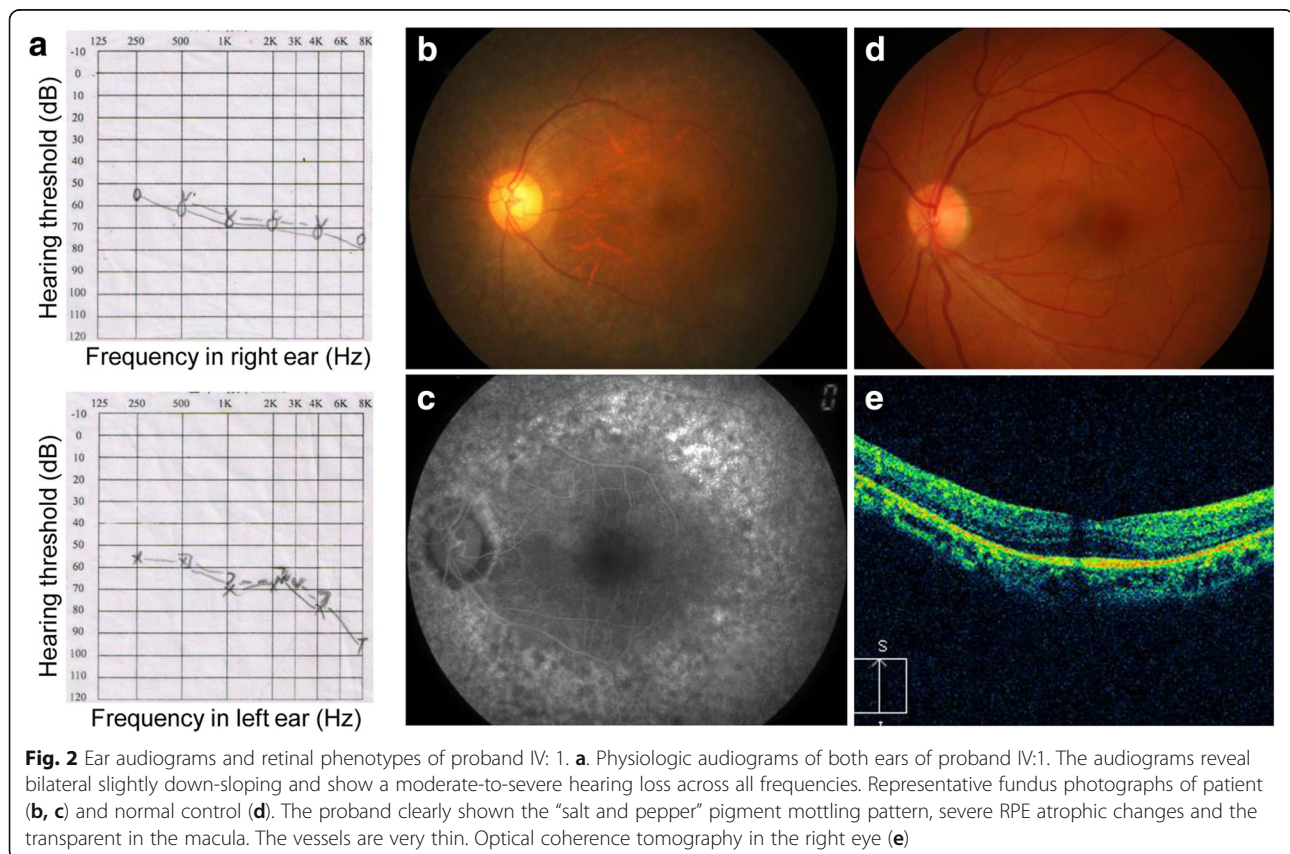 a
125 250 500 1K 2K 3K 4K 6K 8K
-10
0
10
20
30
40
50
60
70
80
90
100
110
120
Hearing threshold (dB)
Frequency in right ear (Hz)
125 250 500 1K 2K 3K 4K 6K 8K
-10
0
10
20
30
40
50
60
70
80
90
100
110
120
Hearing threshold (dB)
Frequency in left ear (Hz)
b
c
0
d
e
S
Fig. 2 Ear audiograms and retinal phenotypes of proband IV: 1. a. Physiologic audiograms of both ears of proband IV:1. The audiograms reveal
bilateral slightly down-sloping and show a moderate-to-severe hearing loss across all frequencies. Representative fundus photographs of patient
(b, c) and normal control (d). The proband clearly shown the “salt and pepper” pigment mottling pattern, severe RPE atrophic changes and the
transparent in the macula. The vessels are very thin. Optical coherence tomography in the right eye (e)